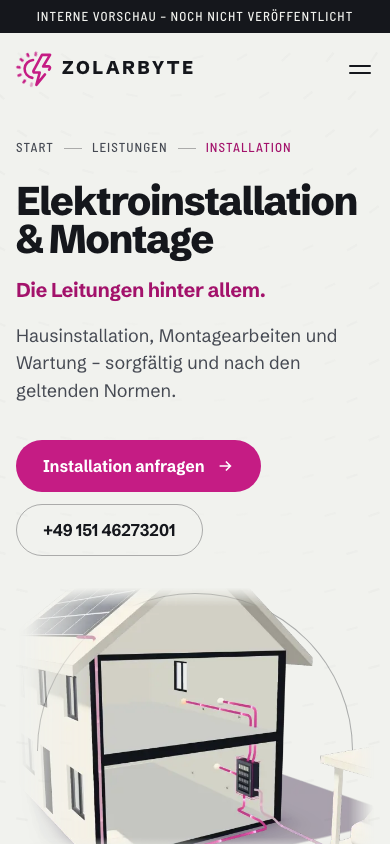 INTERNE VORSCHAU – NOCH NICHT VERÖFFENTLICHT
ZOLARBYTE
START — LEISTUNGEN — INSTALLATION
Elektroinstallation
& Montage
Die Leitungen hinter allem.
Hausinstallation, Montagearbeiten und
Wartung – sorgfältig und nach den
geltenden Normen.
Installation anfragen →
+49 151 46273201